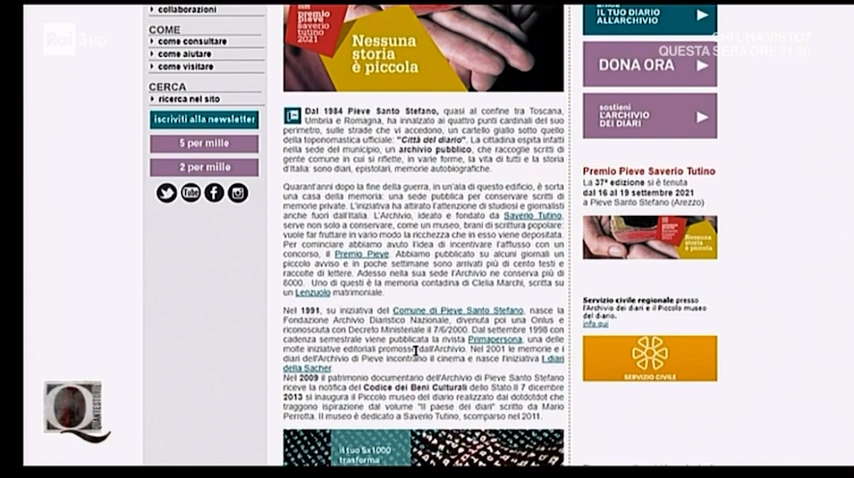 collaborazioni
COME
come consultare
come aiutare
come visitare
CERCA
ricerca nel sito
iscriviti alla newsletter
5 per mille
2 per mille
premio
pieve
saverio
tutino
2021
Nessuna
storia
è piccola
Dal 1984 Pieve Santo Stefano, quasi al confine tra Toscana,
Umbria e Romagna, ha innalzato ai quattro punti cardinali del suo
perimetro, sulle strade che vi accedono, un cartello giallo sotto quello
della toponomastica ufficiale: "Città del diario". La cittadina ospita infatti
nella sede del municipio, un archivio pubblico, che raccoglie scritti di
gente comune in cui si riflette, in varie forme, la vita di tutti e la storia
d'Italia: sono diari, epistolari, memorie autobiografiche.
Quarant'anni dopo la fine della guerra, in un'ala di questo edificio, è sorta
una casa della memoria: una sede pubblica per conservare scritti di
memorie private. L'iniziativa ha attirato l'attenzione di studiosi e giornalisti
anche fuori dall'Italia. L'Archivio, ideato e fondato da Saverio Tutino,
serve non solo a conservare, come un museo, brani di scrittura popolare:
vuole far fruttare in vario modo la ricchezza che in esso viene depositata.
Per cominciare abbiamo avuto l'idea di incentivare l'afflusso con un
concorso, il Premio Pieve. Abbiamo pubblicato su alcuni giornali un
piccolo avviso e in poche settimane sono arrivati più di cento testi e
raccolte di lettere. Adesso nella sua sede l'Archivio ne conserva più di
8000. Uno di questi è la memoria contadina di Clelia Marchi, scritta su
un Lenzuolo matrimoniale.
Nel 1991, su iniziativa del Comune di Pieve Santo Stefano, nasce la
Fondazione Archivio Diaristico Nazionale, divenuta poi una Onlus e
riconosciuta con Decreto Ministeriale il 7/6/2000. Dal settembre 1998 con
cadenza semestrale viene pubblicata la rivista Primapersona, una delle
molte iniziative editoriali promosse dall'Archivio. Nel 2001 le memorie e i
diari dell'Archivio di Pieve incontrano il cinema e nasce l'iniziativa I diari
della Sacher.
Nel 2009 il patrimonio documentario dell'Archivio di Pieve Santo Stefano
riceve la notifica del Codice dei Beni Culturali dello Stato.Il 7 dicembre
2013 si inaugura il Piccolo museo del diario realizzato dai dotdotdot che
traggono ispirazione dal volume "Il paese dei diari" scritto da Mario
Perrotta. Il museo è dedicato a Saverio Tutino, scomparso nel 2011.
il tuo 5x1000
trasforma
IL TUO DIARIO
ALL'ARCHIVIO
DONA ORA
sostieni
L'ARCHIVIO
DEI DIARI
Premio Pieve Saverio Tutino
La 37ª edizione si è tenuta
dal 16 al 19 settembre 2021
a Pieve Santo Stefano (Arezzo)
Nessuna
storia
è piccola
Servizio civile regionale presso
l'Archivio dei diari e il Piccolo museo
del diario.
info qui
SERVIZIO CIVILE
Rai 3 HD
CHI L'HA VISTO?
QUESTA SERA ORE 21.20
Q